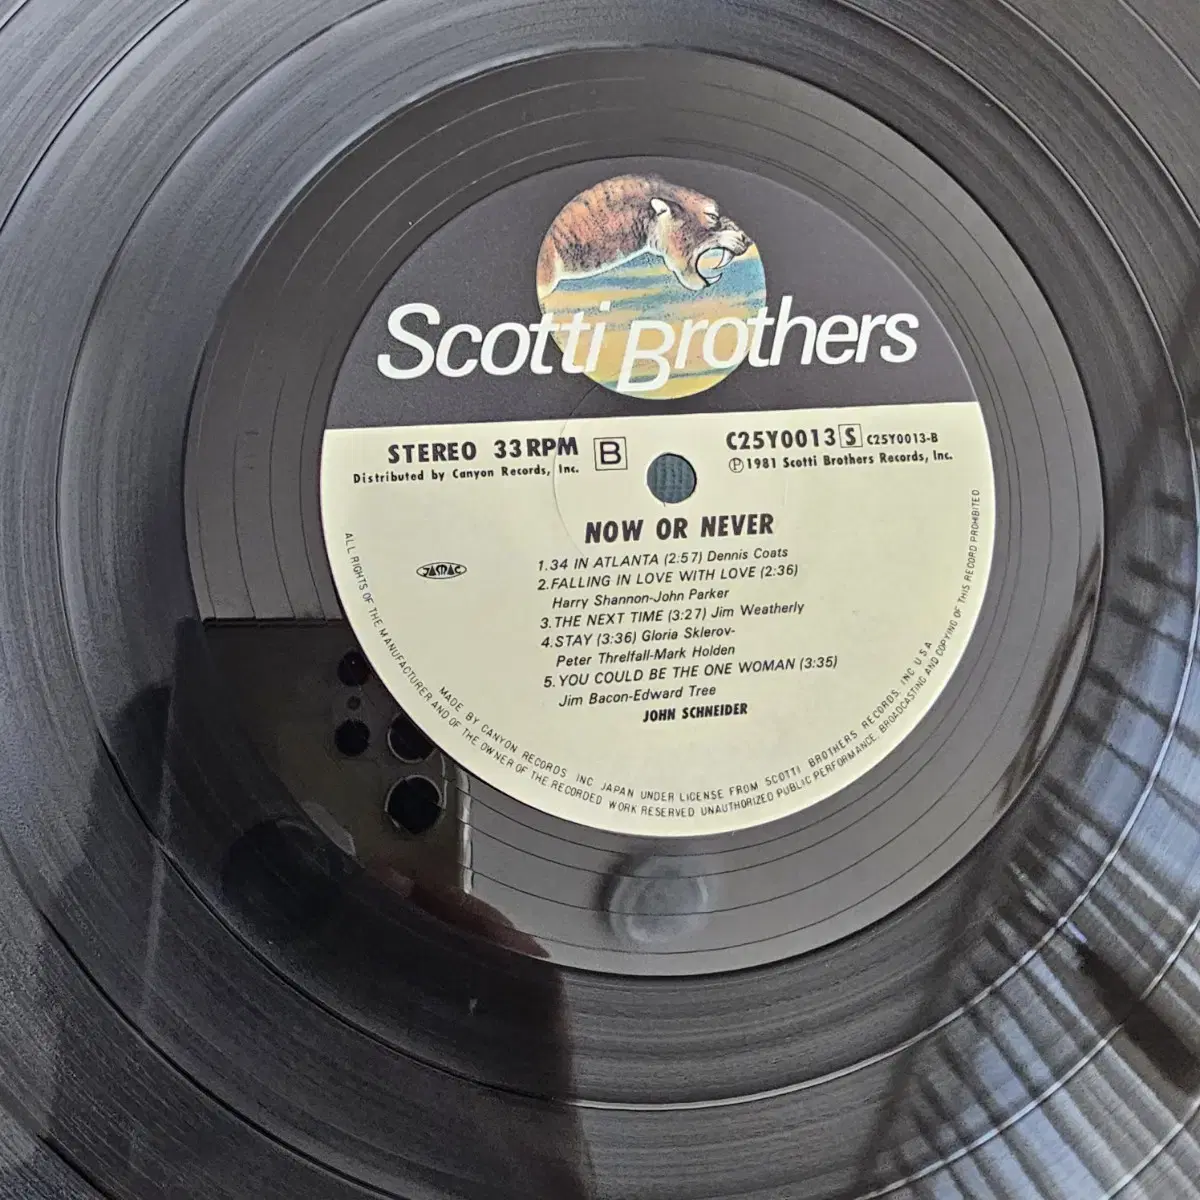 Scotti Brothers
STEREO 33 RPM B C25Y0013 S C25Y0013-B
Distributed by Canyon Records, Inc. Ⓟ1981 Scotti Brothers Records, Inc.
NOW OR NEVER
JASRAC
1.34 IN ATLANTA (2:57) Dennis Coats
2.FALLING IN LOVE WITH LOVE (2:36)
Harry Shannon-John Parker
3.THE NEXT TIME (3:27) Jim Weatherly
4.STAY (3:36) Gloria Sklerov-
Peter Threlfall-Mark Holden
5.YOU COULD BE THE ONE WOMAN (3:35)
Jim Bacon-Edward Tree
JOHN SCHNEIDER
MADE BY CANYON RECORDS INC. JAPAN UNDER LICENSE FROM SCOTTI BROTHERS RECORDS, INC U S A
ALL RIGHTS OF THE MANUFACTURER AND OF THE OWNER OF THE RECORDED WORK RESERVED UNAUTHORIZED PUBLIC PERFORMANCE, BROADCASTING AND COPYING OF THIS RECORD PROHIBITED